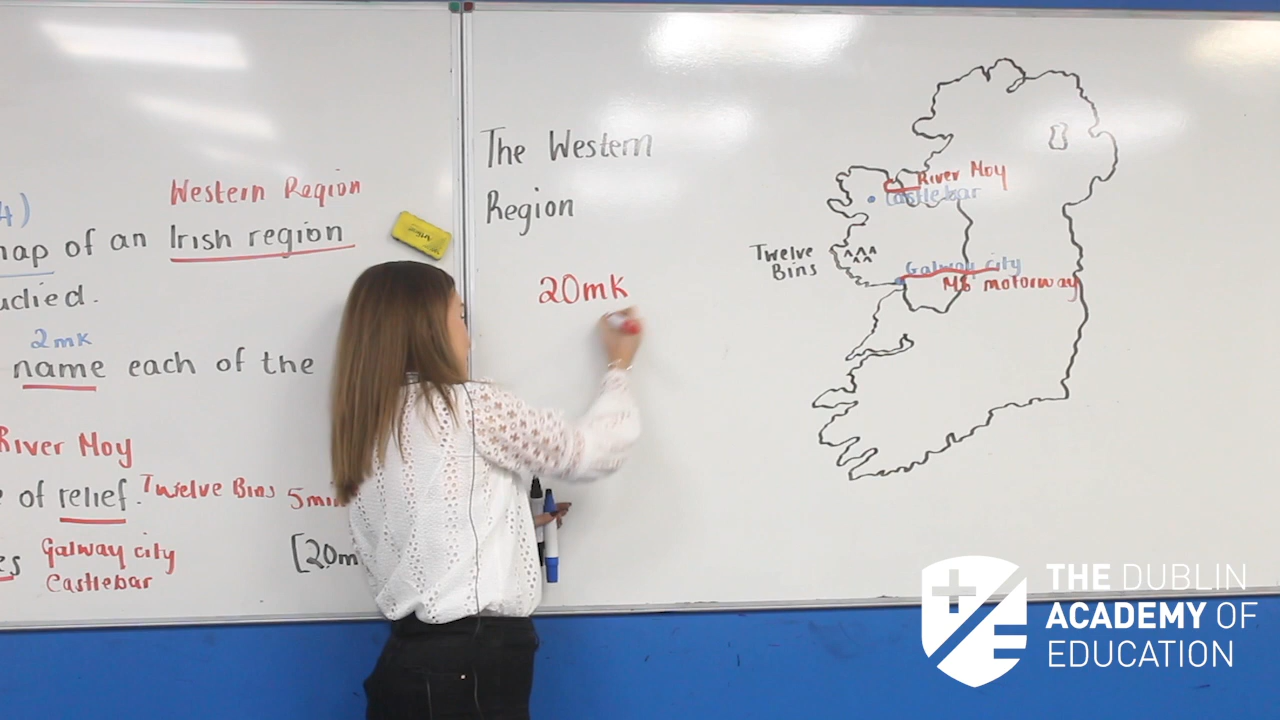 4)
Western Region
map of an Irish region
udied.
2mk
name each of the
River Moy
of relief. Twelve Bins 5min
es Galway city [20m
Castlebar
The Western
Region
20mk
River Moy
Castlebar
Twelve
Bins
Galway city
M6 motorway
THE DUBLIN
ACADEMY OF
EDUCATION